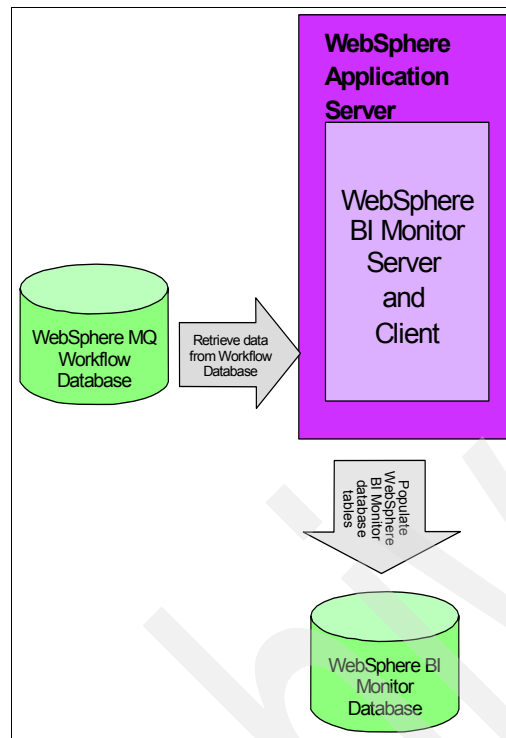 WebSphere
Application
Server
WebSphere
BI Monitor
Server
and
Client
WebSphere MQ
Workflow
Database
Retrieve data
from Workflow
Database
Populate
WebSphere
BI Monitor
database
tables
WebSphere BI
Monitor
Database